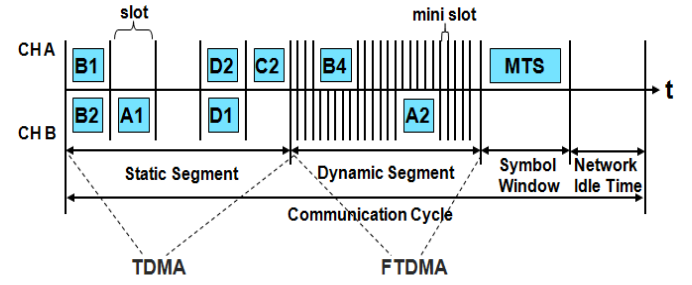 slot
mini slot
CH A
B1
D2
C2
B4
MTS
t
B2
A1
D1
A2
CH B
Static Segment
Dynamic Segment
Symbol
Window
Network
Idle Time
Communication Cycle
TDMA
FTDMA